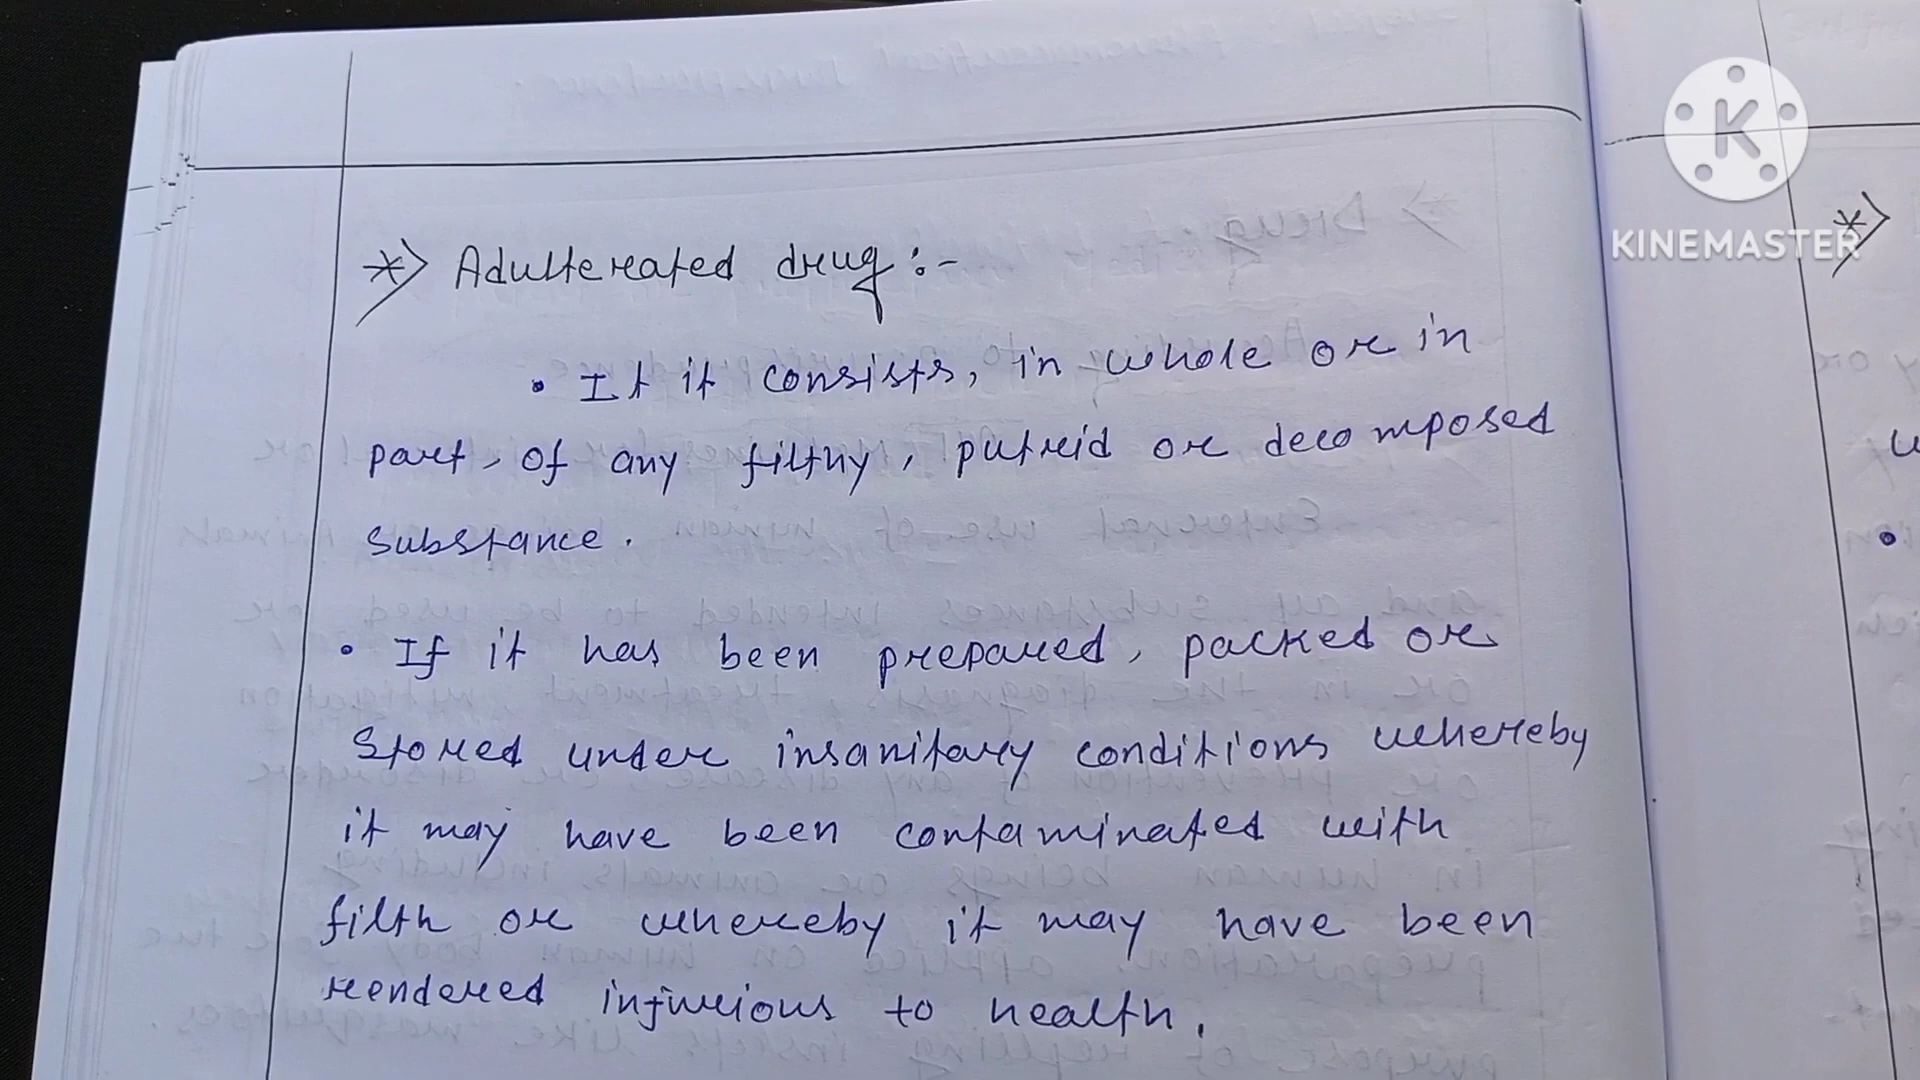 *> Adulterated drug :-
• If it consists, in whole or in
part, of any filthy, putrid or decomposed
substance.
• If it has been prepared, packed or
stored under insanitary conditions whereby
it may have been contaminated with
filth or whereby it may have been
rendered injurious to health.
K
KINEMASTER
*>